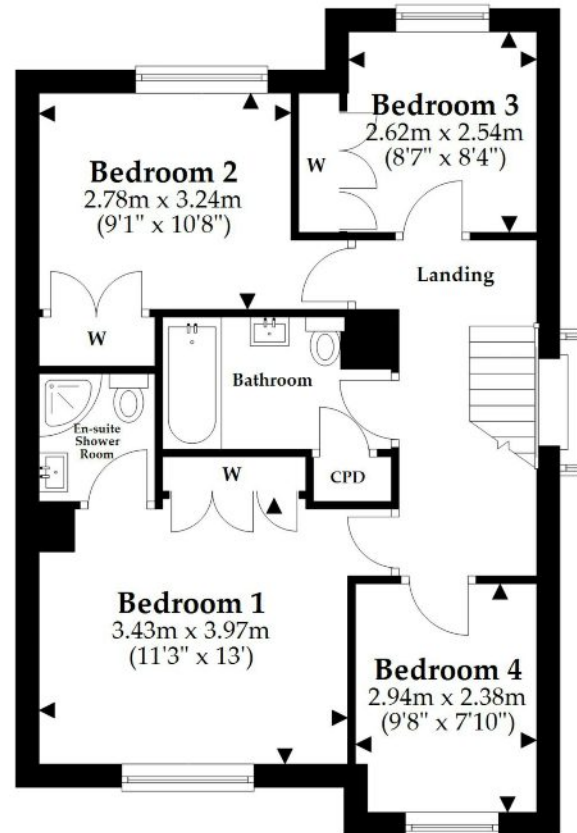 Bedroom 3
2.62m x 2.54m
(8'7" x 8'4")
W
Bedroom 2
2.78m x 3.24m
(9'1" x 10'8")
Landing
W
Bathroom
En-suite
Shower
Room
W
CPD
Bedroom 1
3.43m x 3.97m
(11'3" x 13')
Bedroom 4
2.94m x 2.38m
(9'8" x 7'10")